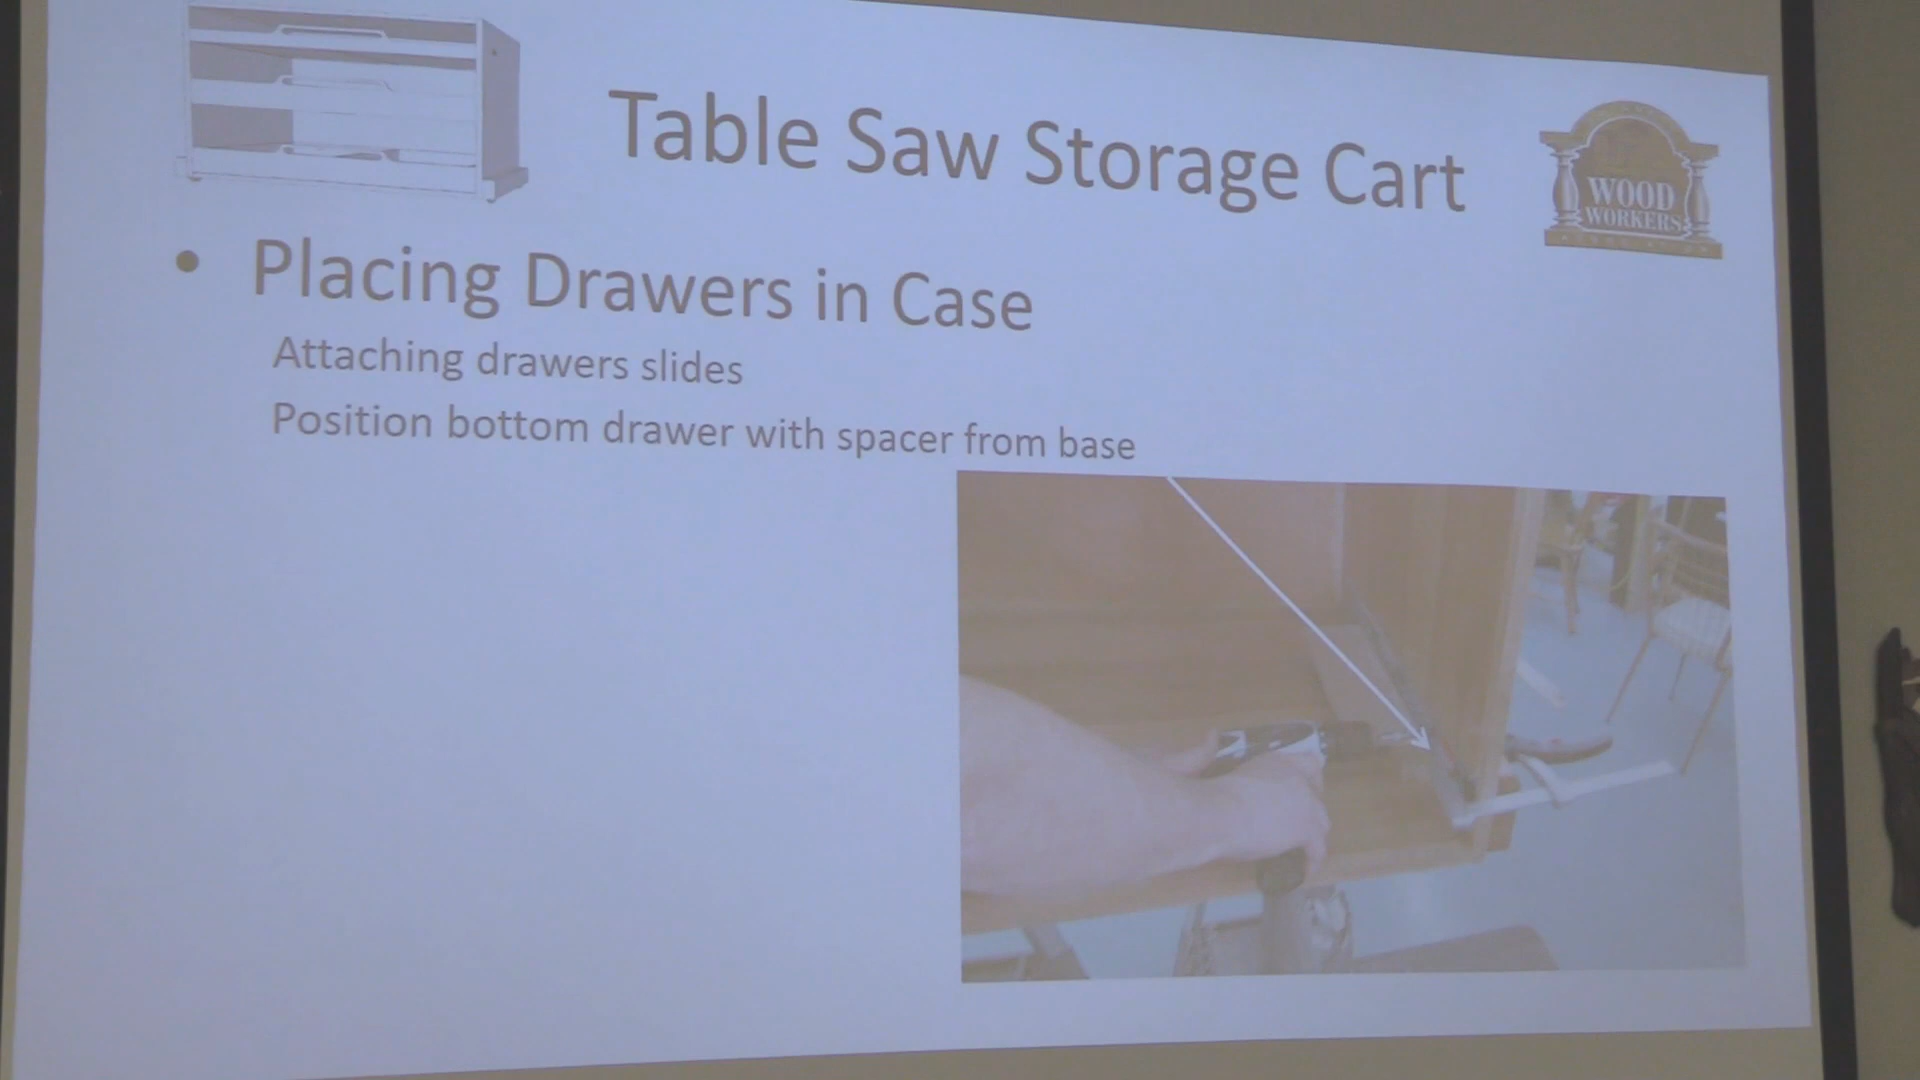 Table Saw Storage Cart
WOOD
WORKERS
• Placing Drawers in Case
Attaching drawers slides
Position bottom drawer with spacer from base